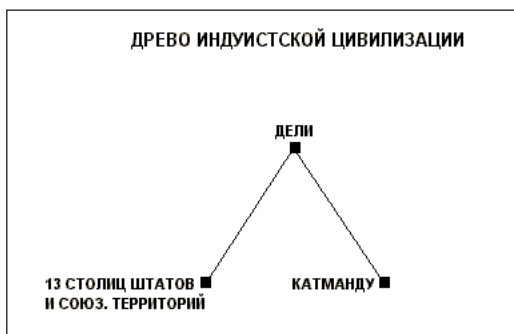 ДРЕВО ИНДУИСТСКОЙ ЦИВИЛИЗАЦИИ
ДЕЛИ
13 СТОЛИЦ ШТАТОВ
И СОЮЗ. ТЕРРИТОРИЙ
КАТМАНДУ